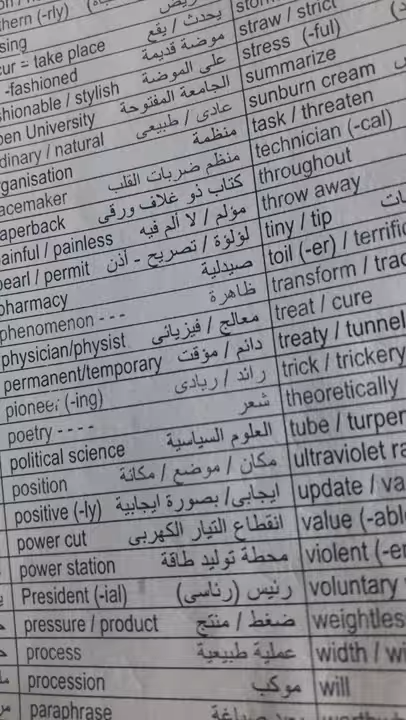 thern (-rly)
sing يحدث / يقع straw / strict
cur = take place موضة قديمة stress (-ful)
-fashioned على الموضة summarize
shionable / stylish الجامعة المفتوحة sunburn cream
pen University عادى / طبيعى task / threaten
dinary / natural منظمة technician (-cal)
ganisation منظم ضربات القلب throughout
acemaker كتاب ذو غلاف ورقى throw away
aperback مؤلم / لا ألم فيه tiny / tip
ainful / painless لؤلؤة / تصريح - أذن toil (-er) / terrific
pearl / permit صيدلية transform / trad
pharmacy ظاهرة treat / cure
phenomenon - - - معالج / فيزيائى treaty / tunnel
physician/physist دائم / مؤقت trick / trickery
permanent/temporary رائد / ريادى theoretically
pioneer (-ing) شعر tube / turper
poetry - - - - العلوم السياسية ultraviolet ra
political science مكان / موضع / مكانة update / va
position ايجابى / بصورة ايجابية value (-abl
positive (-ly) انقطاع التيار الكهربى violent (-er
power cut محطة توليد طاقة voluntary
power station رئيس (رئاسى) weightles
President (-ial) ضغط / منتج width / wi
pressure / product عملية طبيعية will
process موكب
procession
paraphrase